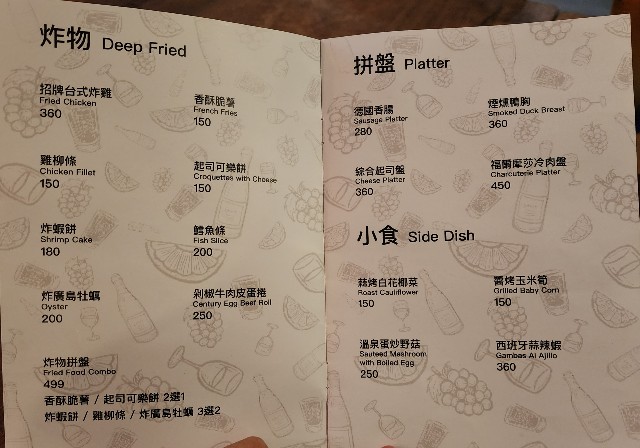 炸物 Deep Fried
招牌台式炸雞
Fried Chicken
360
香酥脆薯
French Fries
150
雞柳條
Chicken Fillet
150
起司可樂餅
Croquettes with Cheese
150
炸蝦餅
Shrimp Cake
180
鱈魚條
Fish Slice
200
炸廣島牡蠣
Oyster
200
剁椒牛肉皮蛋捲
Century Egg Beef Roll
250
炸物拼盤
Fried Food Combo
499
香酥脆薯 / 起司可樂餅 2選1
炸蝦餅 / 雞柳條 / 炸廣島牡蠣 3選2
拼盤 Platter
德國香腸
Sausage Platter
280
煙燻鴨胸
Smoked Duck Breast
360
綜合起司盤
Cheese Platter
360
福爾摩莎冷肉盤
Charcuterie Platter
450
小食 Side Dish
蒜烤白花椰菜
Roast Cauliflower
150
醬烤玉米筍
Grilled Baby Corn
150
溫泉蛋炒野菇
Sauteed Mashroom
with Boiled Egg
250
西班牙蒜辣蝦
Gambas Al Ajillo
360